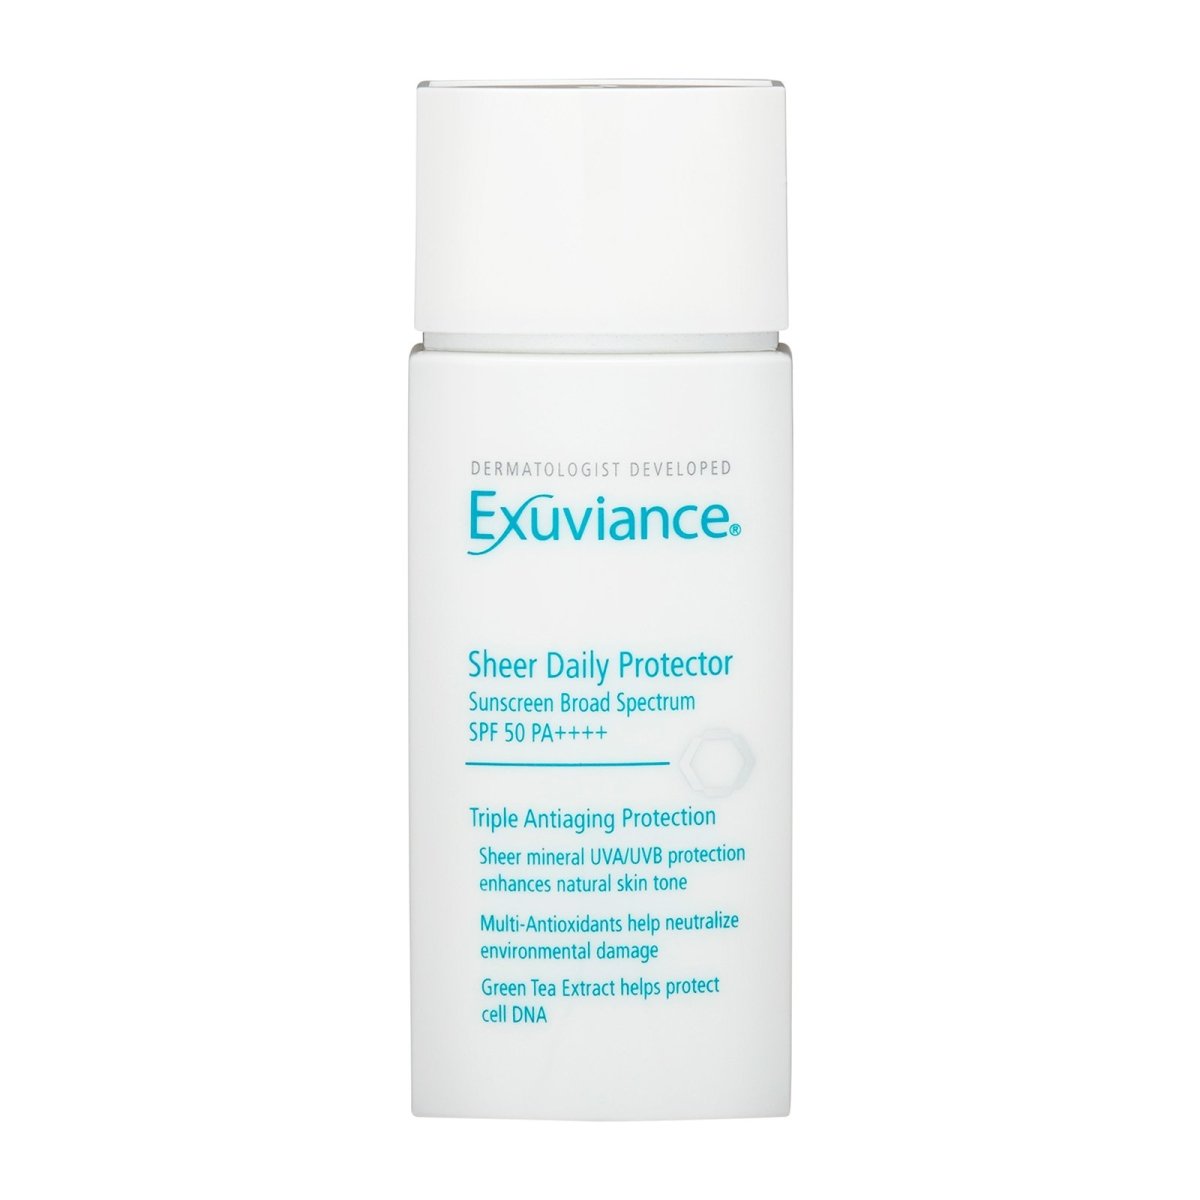 DERMATOLOGIST DEVELOPED
Exuviance®
Sheer Daily Protector
Sunscreen Broad Spectrum
SPF 50 PA++++
Triple Antiaging Protection
Sheer mineral UVA/UVB protection
enhances natural skin tone
Multi-Antioxidants help neutralize
environmental damage
Green Tea Extract helps protect
cell DNA